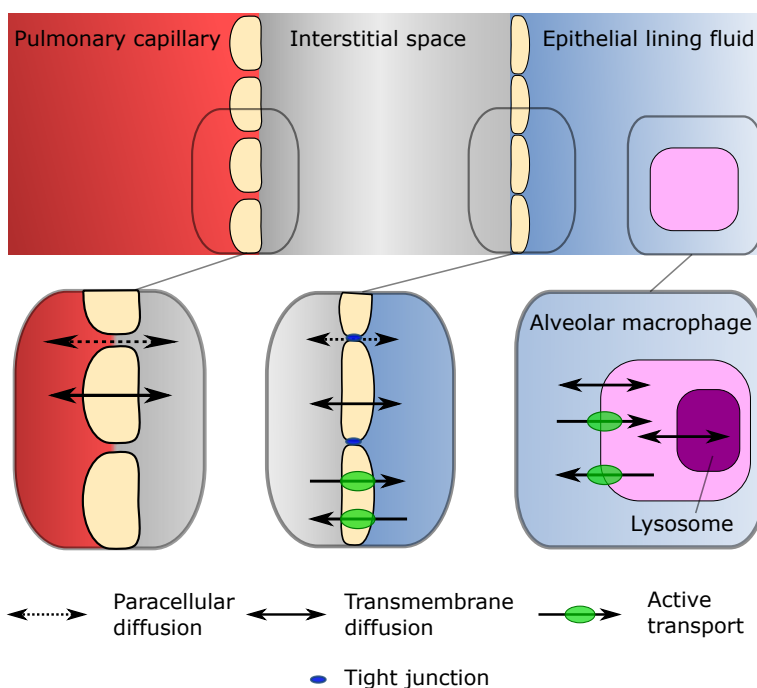 Pulmonary capillary
Interstitial space
Epithelial lining fluid
Alveolar macrophage
Lysosome
Paracellular
diffusion
Transmembrane
diffusion
Active
transport
Tight junction